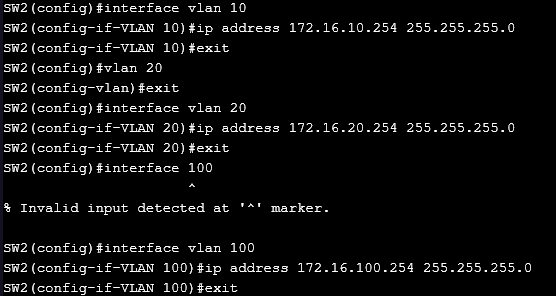 SW2(config)#interface vlan 10
SW2(config-if-VLAN 10)#ip address 172.16.10.254 255.255.255.0
SW2(config-if-VLAN 10)#exit
SW2(config)#vlan 20
SW2(config-vlan)#exit
SW2(config)#interface vlan 20
SW2(config-if-VLAN 20)#ip address 172.16.20.254 255.255.255.0
SW2(config-if-VLAN 20)#exit
SW2(config)#interface 100
^
% Invalid input detected at '^' marker.
SW2(config)#interface vlan 100
SW2(config-if-VLAN 100)#ip address 172.16.100.254 255.255.255.0
SW2(config-if-VLAN 100)#exit